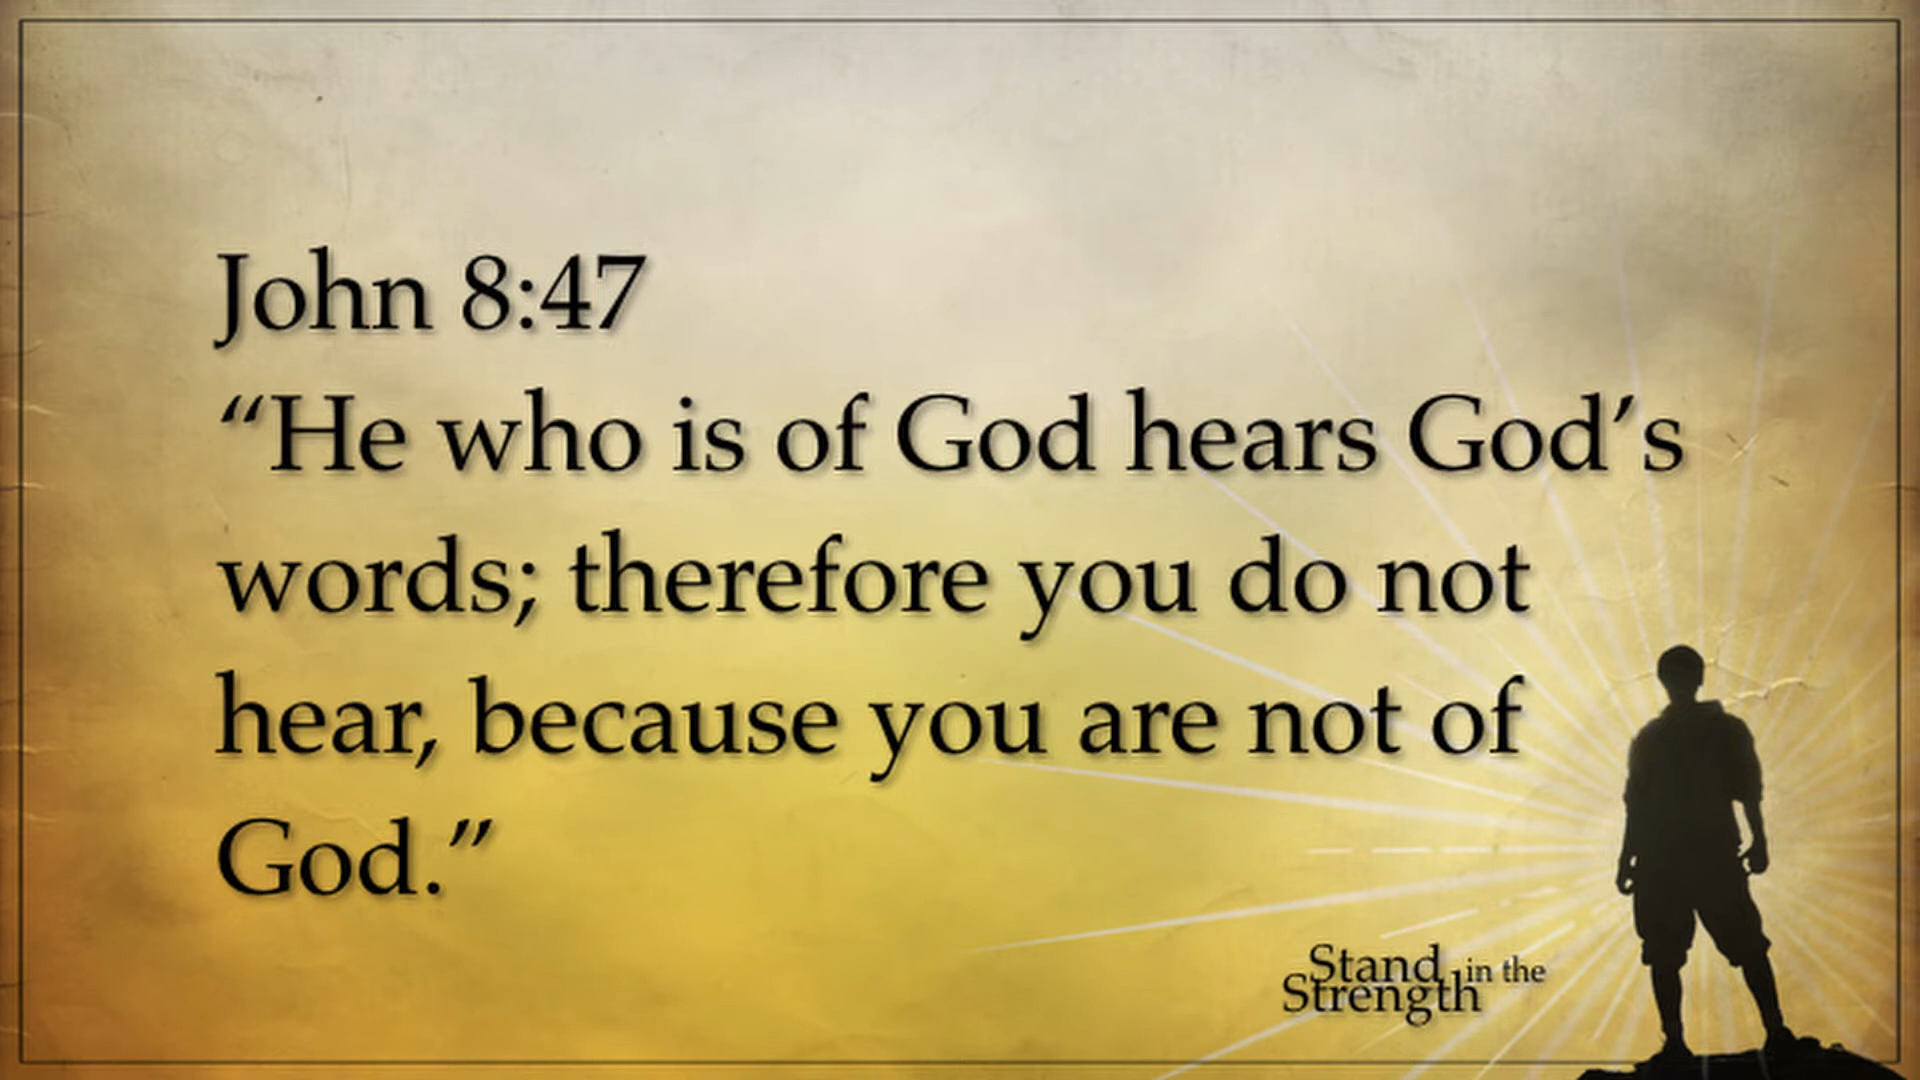 John 8:47
“He who is of God hears God’s
words; therefore you do not
hear, because you are not of
God.”
Stand in the
Strength